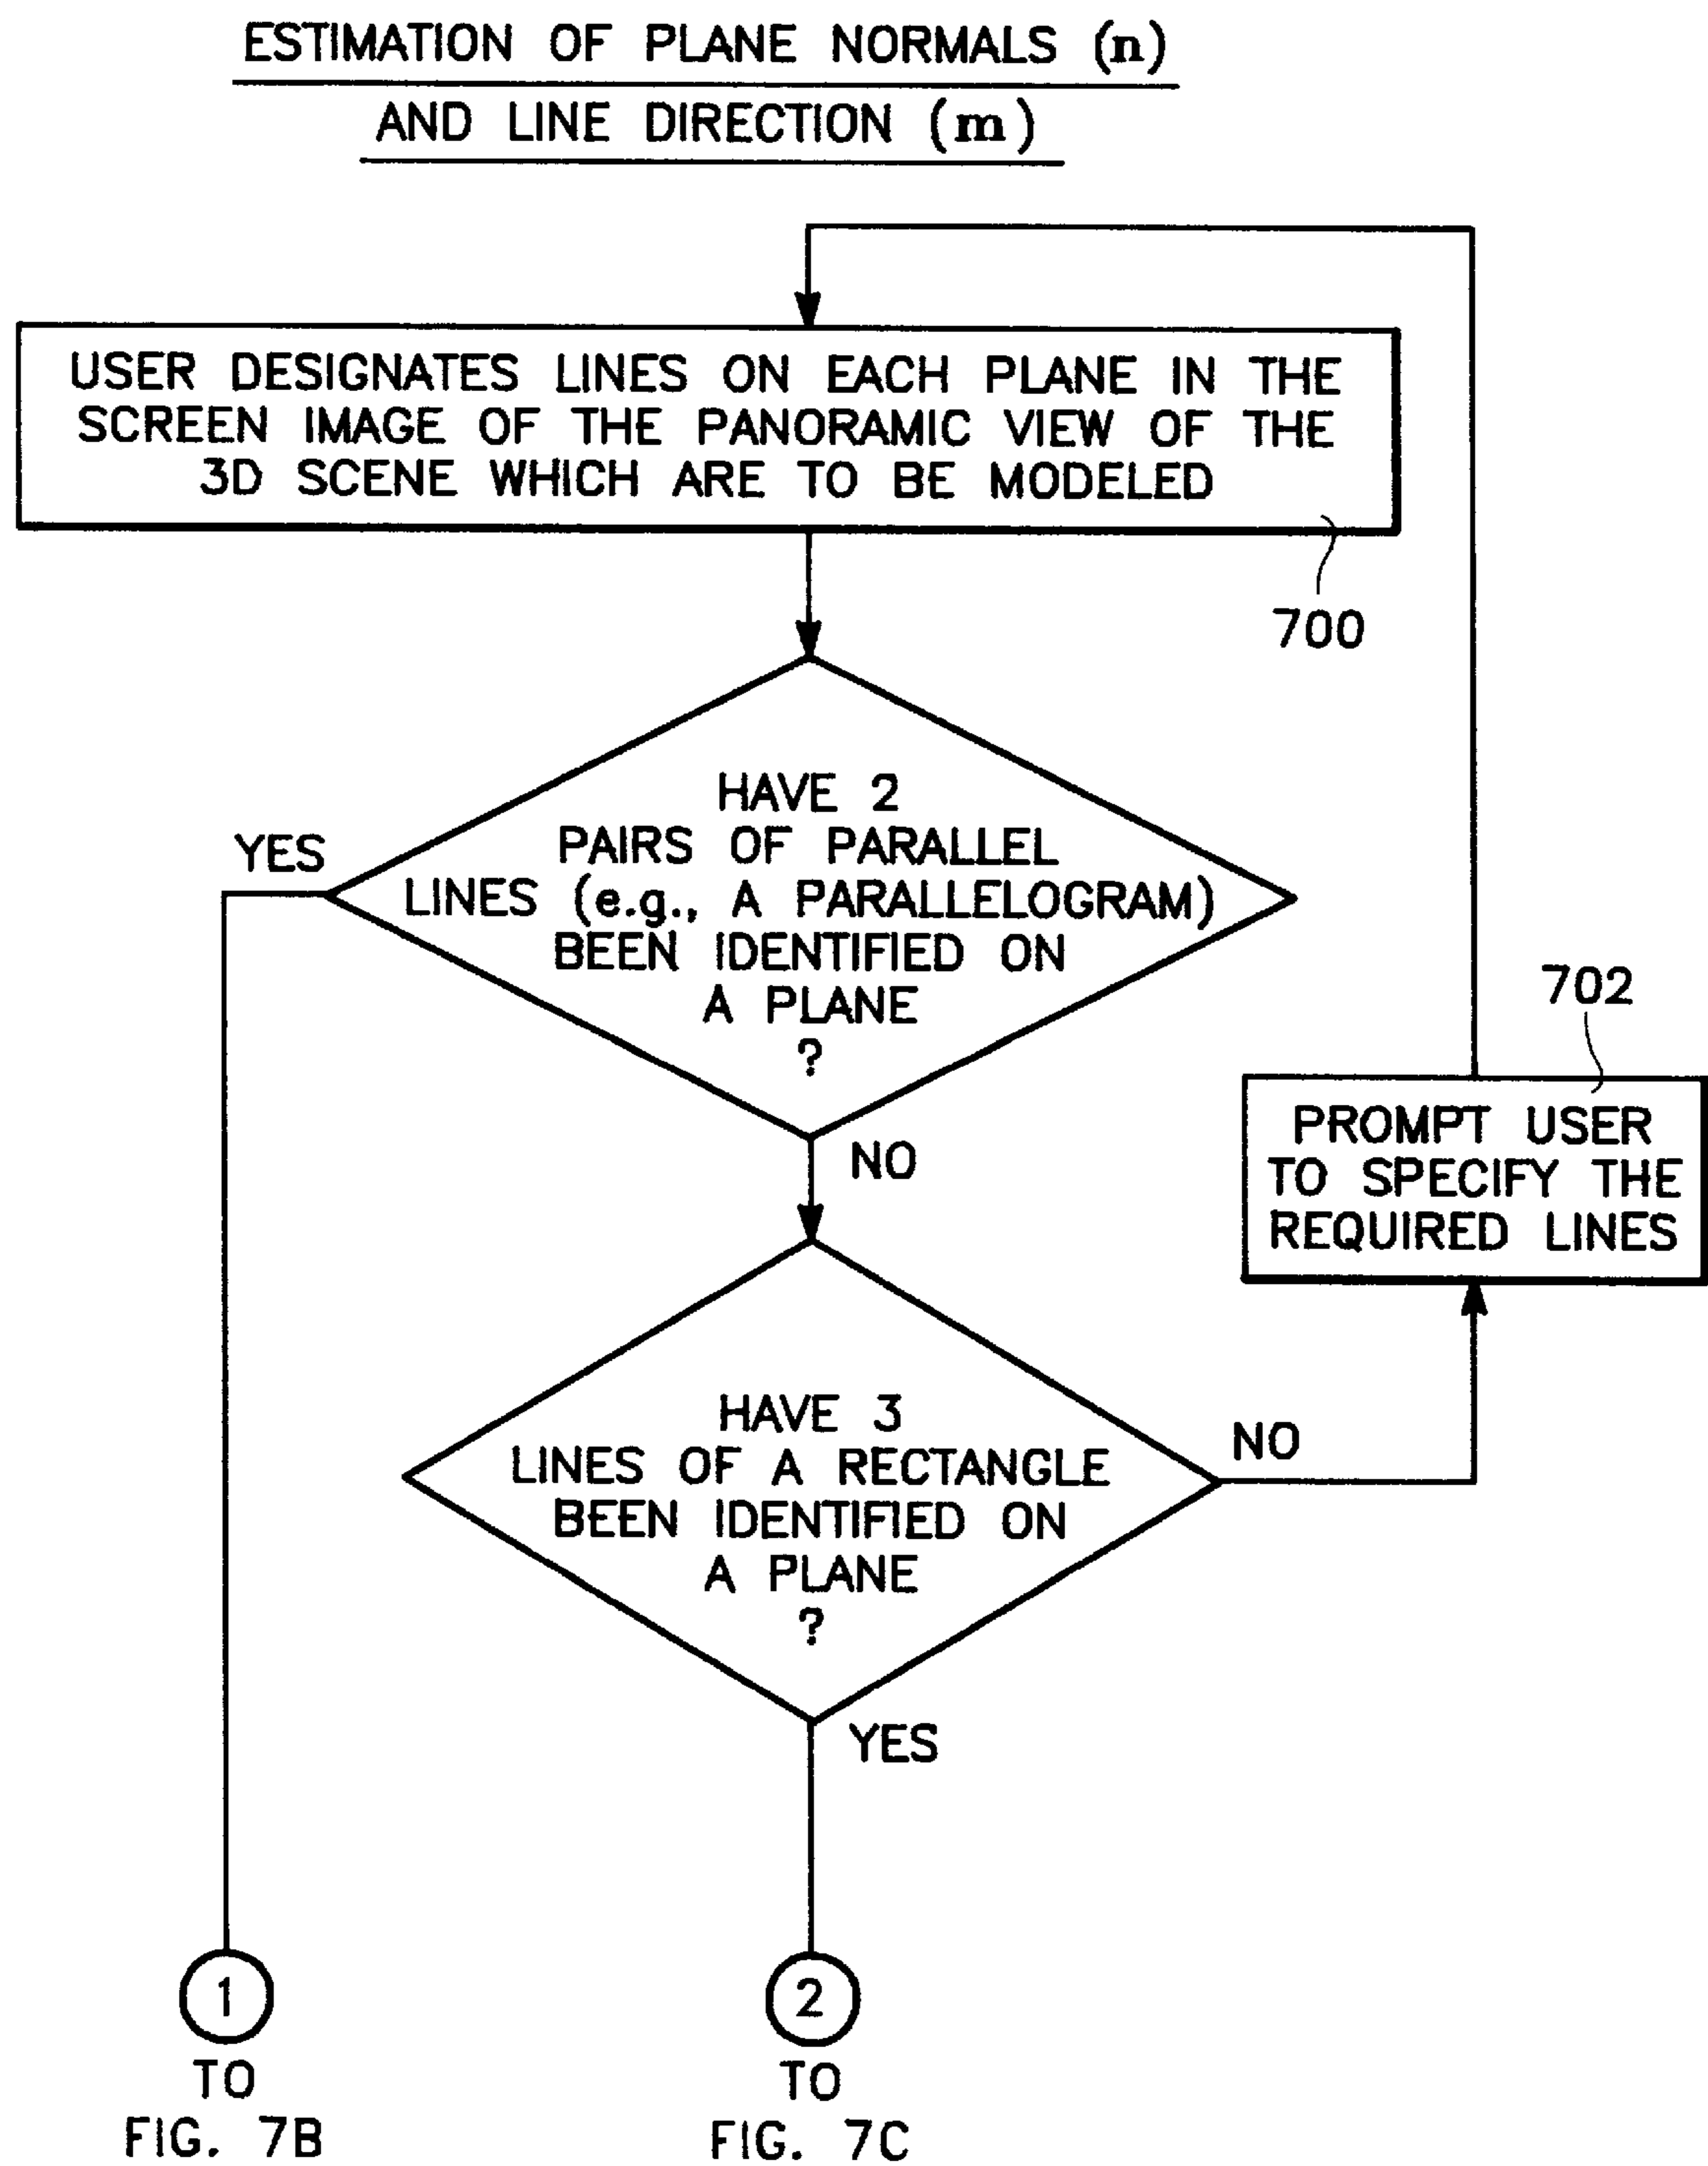 ESTIMATION OF PLANE NORMALS (n)
AND LINE DIRECTION (m)
USER DESIGNATES LINES ON EACH PLANE IN THE
SCREEN IMAGE OF THE PANORAMIC VIEW OF THE
3D SCENE WHICH ARE TO BE MODELED
700
HAVE 2
PAIRS OF PARALLEL
LINES (e.g., A PARALLELOGRAM)
BEEN IDENTIFIED ON
A PLANE
?
YES
NO
702
PROMPT USER
TO SPECIFY THE
REQUIRED LINES
HAVE 3
LINES OF A RECTANGLE
BEEN IDENTIFIED ON
A PLANE
?
NO
YES
1
TO
FIG. 7B
2
TO
FIG. 7C